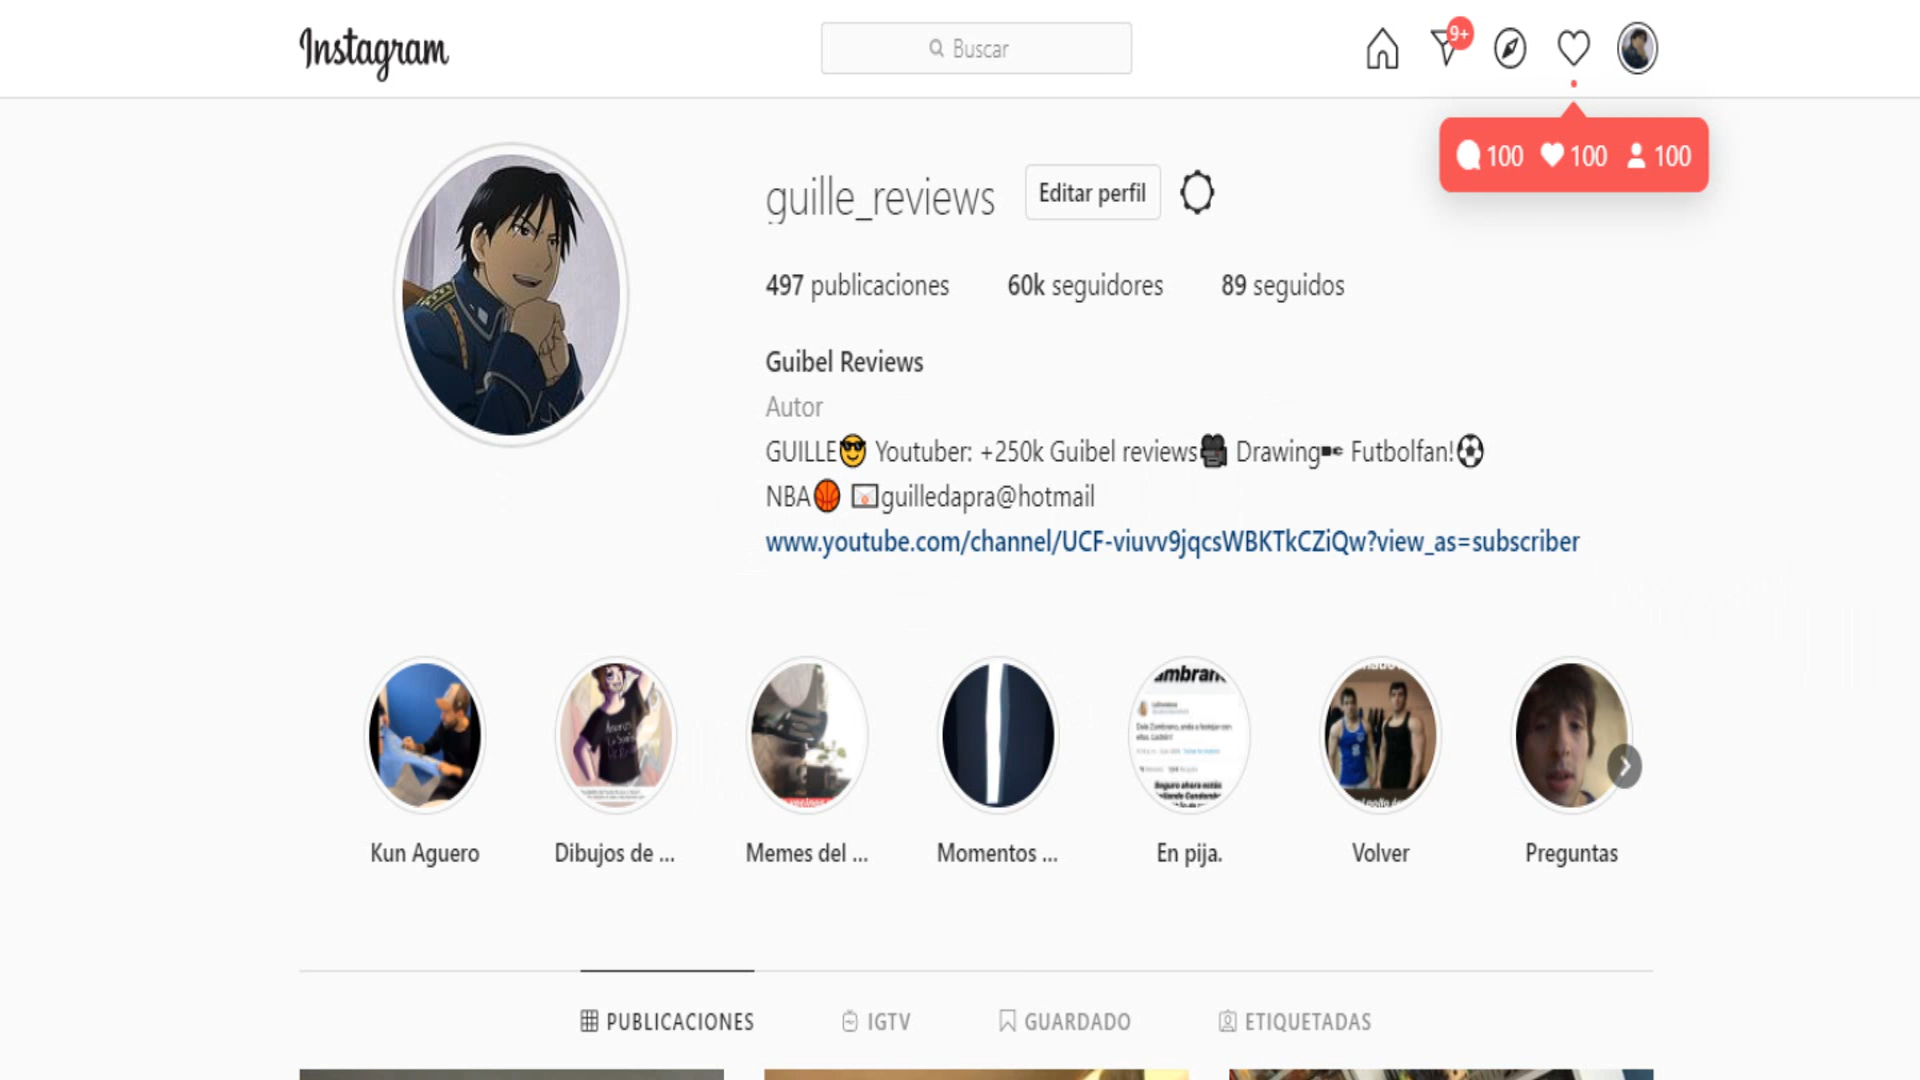 Instagram
Buscar
9+
100 100 100
guille_reviews Editar perfil
497 publicaciones 60k seguidores 89 seguidos
Guibel Reviews
Autor
GUILLE😎 Youtuber: +250k Guibel reviews🎥 Drawing✒ Futbolfan!⚽
NBA🏀 💌guilledapra@hotmail
www.youtube.com/channel/UCF-viuvv9jqcsWBKTkCZiQw?view_as=subscriber
Kun Aguero Dibujos de ... Memes del ... Momentos ... En pija. Volver Preguntas
PUBLICACIONES IGTV GUARDADO ETIQUETADAS